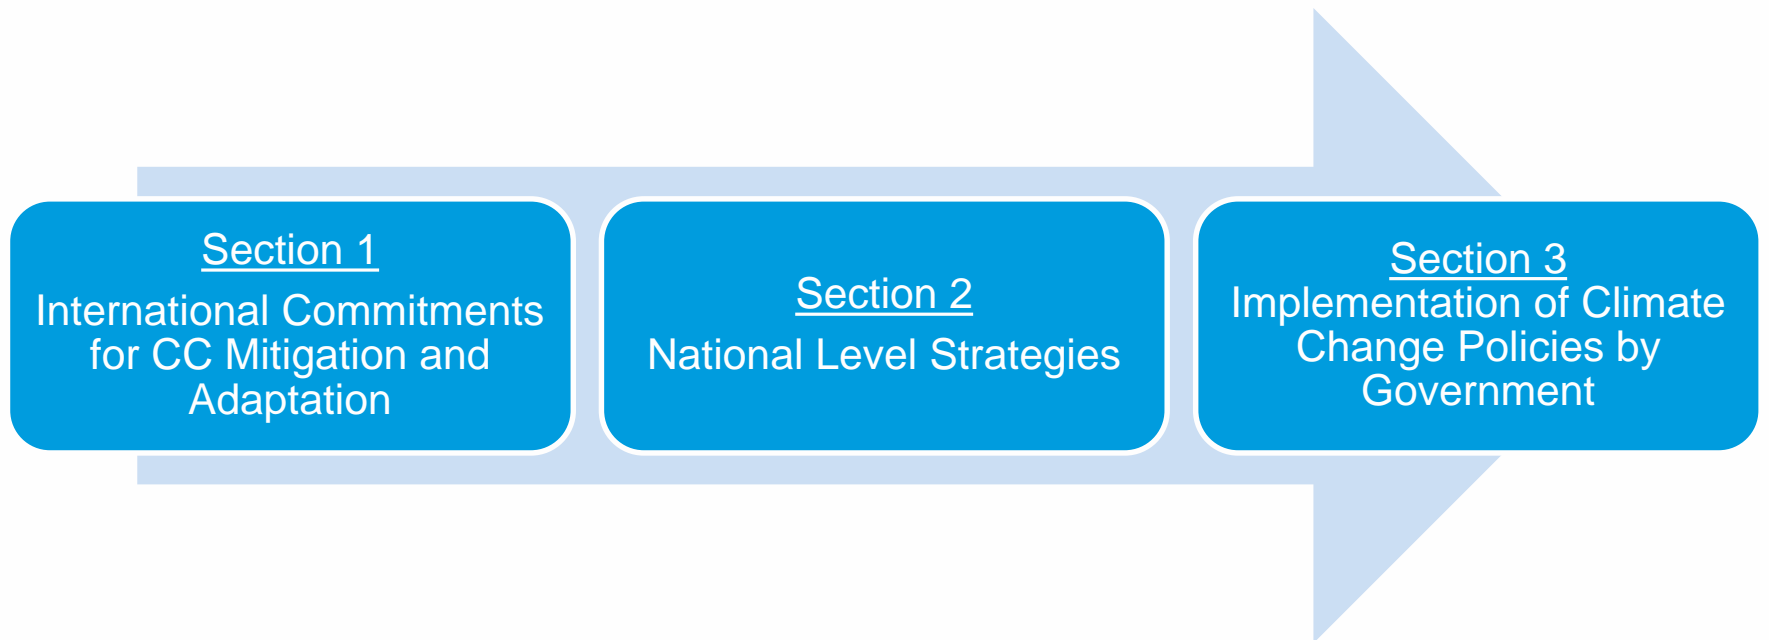 Section 1
International Commitments
for CC Mitigation and
Adaptation
Section 2
National Level Strategies
Section 3
Implementation of Climate
Change Policies by
Government